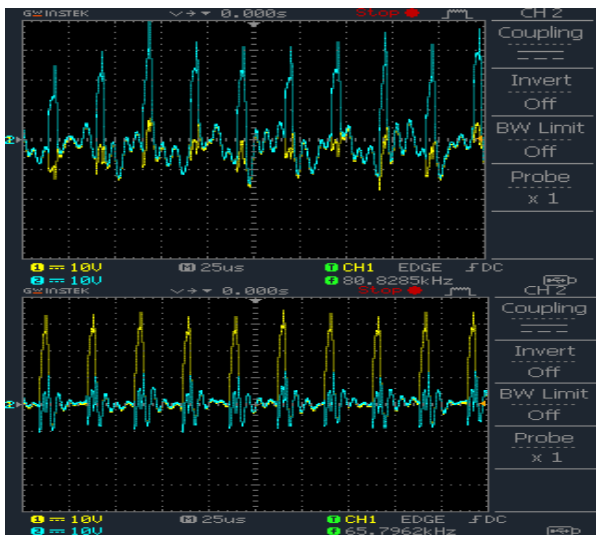 GWINSTEK 0.000s Stop CH 2
Coupling
Invert
Off
BW Limit
Off
Probe
x 1
1 10V M 25us T CH1 EDGE DC
2 10V f 80.8285kHz
GWINSTEK 0.000s Stop CH 2
Coupling
Invert
Off
BW Limit
Off
Probe
x 1
1 10V M 25us T CH1 EDGE DC
2 10V f 65.7962kHz